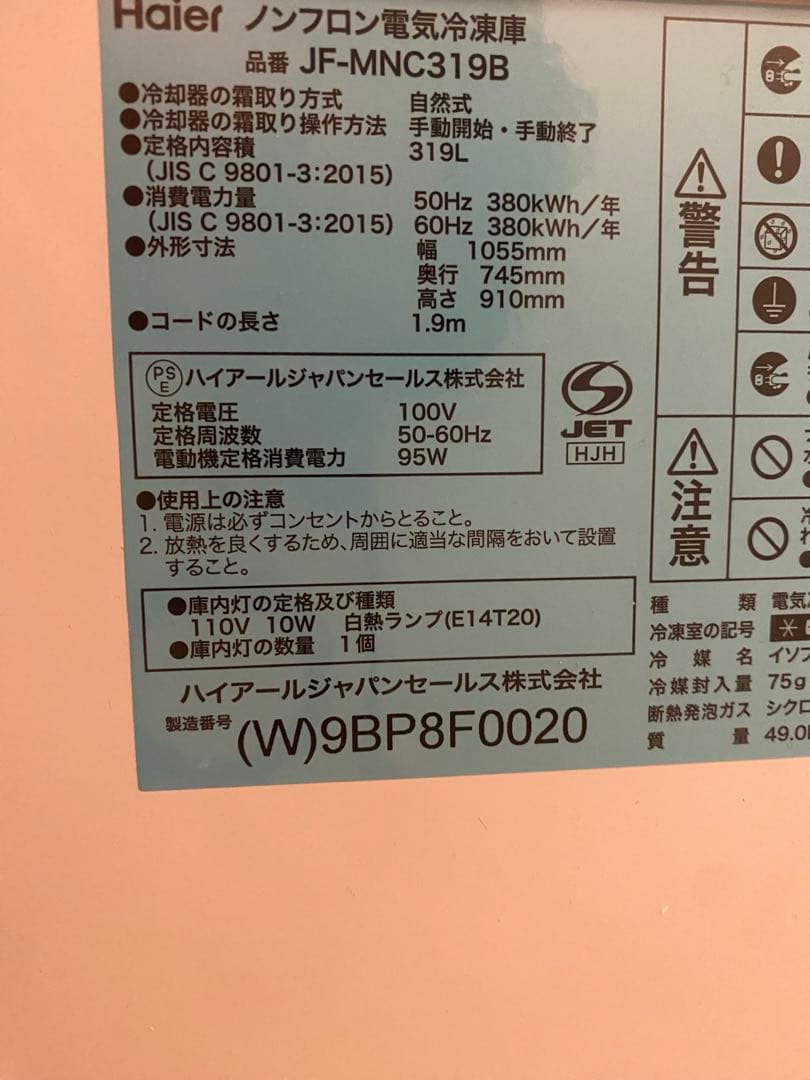 Haier ノンフロン電気冷凍庫
品番 JF-MNC319B
●冷却器の霜取り方式 自然式
●冷却器の霜取り操作方法 手動開始・手動終了
●定格内容積 319L
(JIS C 9801-3:2015)
●消費電力量 50Hz 380kWh/年
(JIS C 9801-3:2015) 60Hz 380kWh/年
●外形寸法 幅 1055mm
奥行 745mm
高さ 910mm
●コードの長さ 1.9m
PSE ハイアールジャパンセールス株式会社
定格電圧 100V
定格周波数 50-60Hz
電動機定格消費電力 95W
JET
HJH
●使用上の注意
1. 電源は必ずコンセントからとること。
2. 放熱を良くするため、周囲に適当な間隔をおいて設置
すること。
●庫内灯の定格及び種類
110V 10W 白熱ランプ(E14T20)
●庫内灯の数量 1個
ハイアールジャパンセールス株式会社
製造番号 (W)9BP8F0020
警告
注意
種類 電気
冷凍室の記号
冷媒名 イソブ
冷媒封入量 75g
断熱発泡ガス シクロ
質量 49.0